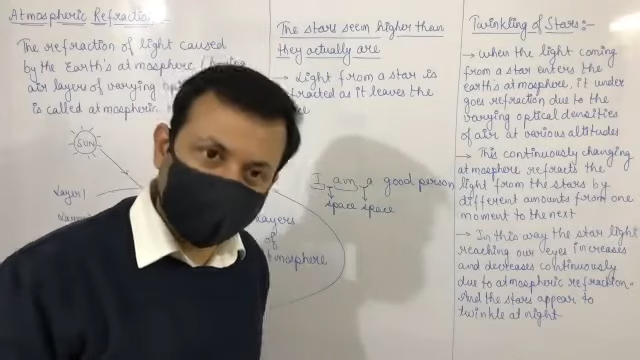 Atmospheric Refraction
The refraction of light caused
by the Earth's atmosphere (having
air layers of varying
is called atmospheric
SUN
Layer 1
layers
of
The stars seem higher than
they actually are
→ Light from a star is
as it leaves the
I am a good person
space space
Twinkling of Stars:-
→ when the light coming
from a star enters the
earth's atmosphere, it under
goes refraction due to the
varying optical densities
of air at various altitudes
→ This continuously changing
atmosphere refracts the
light from the stars by
different amounts from one
moment to the next
→ In this way the star light
reaching our eyes increases
and decreases continuously
due to atmospheric refraction.
And the stars appear to
twinkle at night.